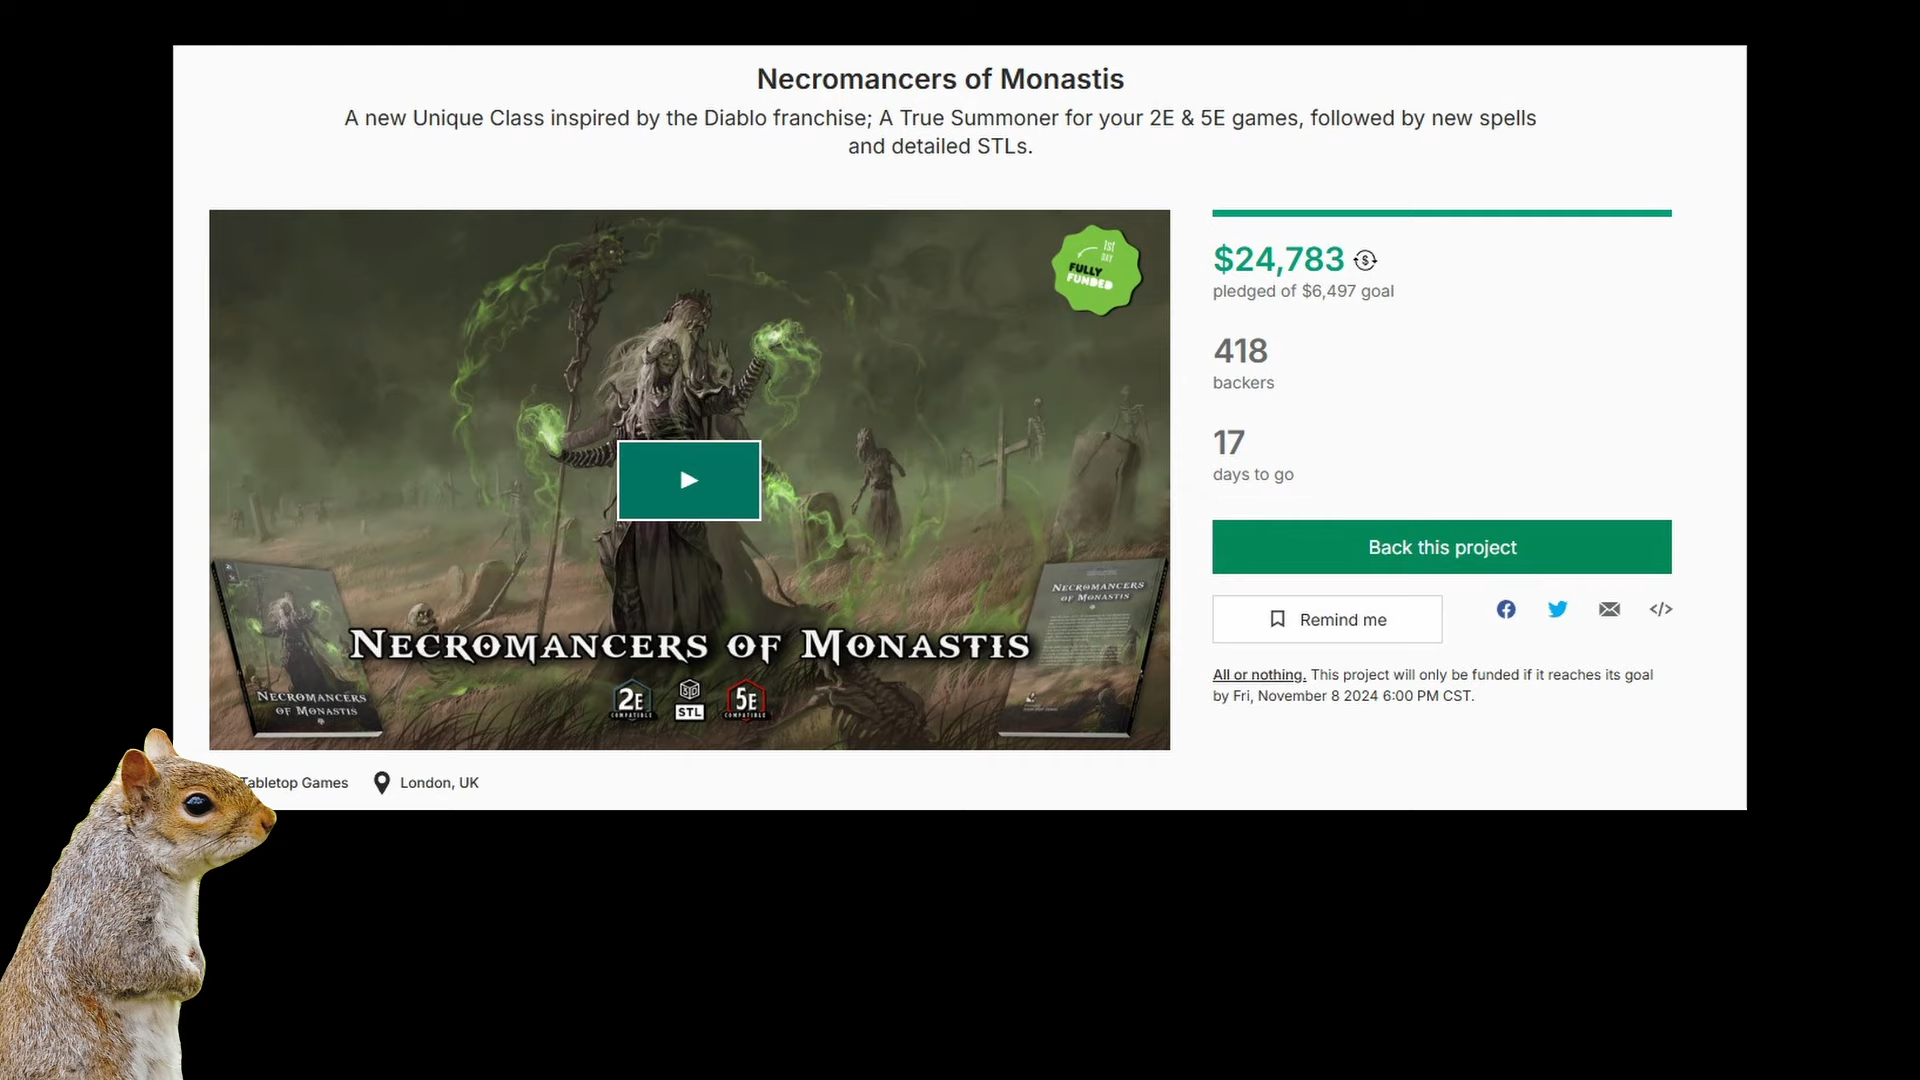 Necromancers of Monastis
A new Unique Class inspired by the Diablo franchise; A True Summoner for your 2E & 5E games, followed by new spells
and detailed STLs.
1st
DAY
FULLY
FUNDED
$24,783
pledged of $6,497 goal
418
backers
17
days to go
Back this project
Remind me
All or nothing. This project will only be funded if it reaches its goal
by Fri, November 8 2024 6:00 PM CST.
NECROMANCERS
OF MONASTIS
NECROMANCERS OF MONASTIS
NECROMANCERS
OF MONASTIS
2E
COMPATIBLE
STL
5E
COMPATIBLE
Tabletop Games
London, UK